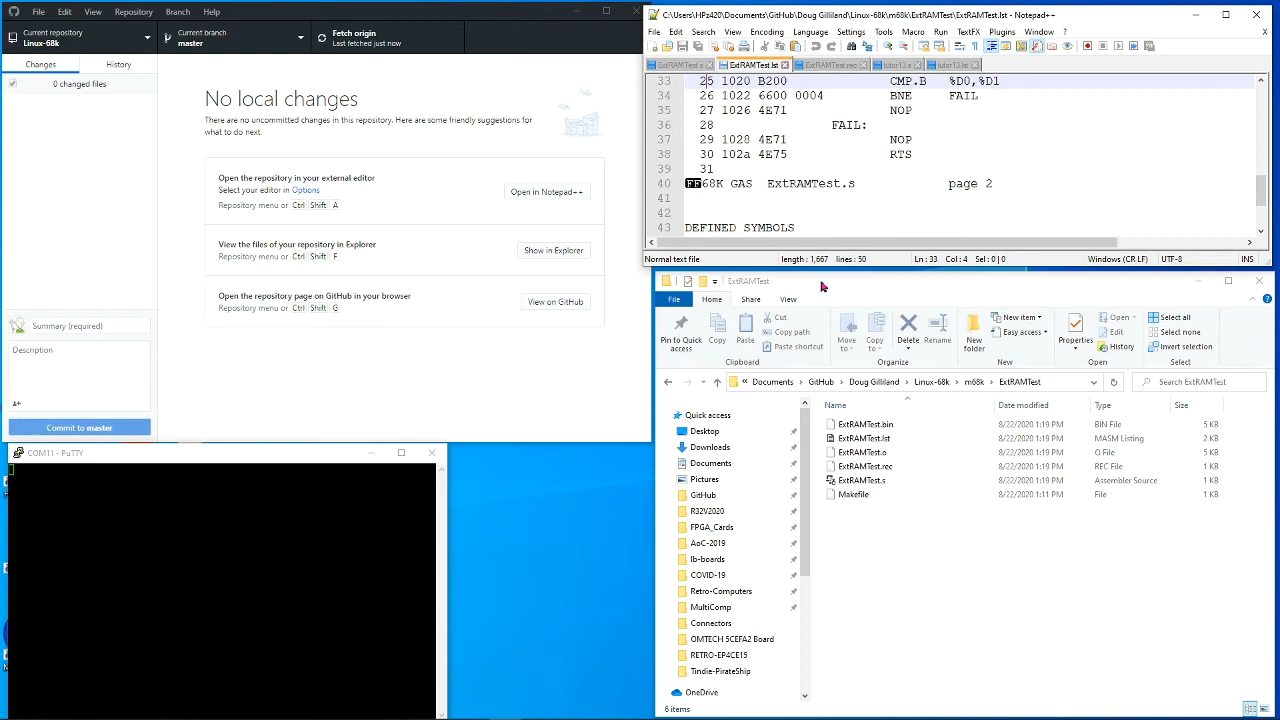 File Edit View Repository Branch Help
Current repository
Linux-68k
Current branch
master
Fetch origin
Last fetched just now
Changes
History
0 changed files
No local changes
There are no uncommitted changes in this repository. Here are some friendly suggestions for
what to do next.
Open the repository in your external editor
Select your editor in Options
Repository menu or Ctrl Shift A
Open in Notepad++
View the files of your repository in Explorer
Repository menu or Ctrl Shift F
Show in Explorer
Open the repository page on GitHub in your browser
Repository menu or Ctrl Shift G
View on GitHub
Summary (required)
Description
Commit to master
COM11 - PuTTY
C:\Users\HPz420\Documents\GitHub\Doug Gilliland\Linux-68k\m68k\ExtRAMTest\ExtRAMTest.lst - Notepad++
File Edit Search View Encoding Language Settings Tools Macro Run TextFX Plugins Window ?
X
ExtRAMTest.s ExtRAMTest.lst ExtRAMTest.rec tutor13.s tutor13.lst
33 25 1020 B200 CMP.B %D0,%D1
34 26 1022 6600 0004 BNE FAIL
35 27 1026 4E71 NOP
36 28 FAIL:
37 29 1028 4E71 NOP
38 30 102a 4E75 RTS
39 31
40 FF68K GAS ExtRAMTest.s page 2
41
42
43 DEFINED SYMBOLS
Normal text file length : 1,667 lines : 50 Ln : 33 Col : 4 Sel : 0 | 0 Windows (CR LF) UTF-8 INS
ExtRAMTest
File Home Share View
Pin to Quick access
Copy
Paste
Cut
Copy path
Paste shortcut
Move to
Copy to
Delete
Rename
New folder
New item
Easy access
Properties
Open
Edit
History
Select all
Select none
Invert selection
Clipboard Organize New Open Select
« Documents GitHub Doug Gilliland Linux-68k m68k ExtRAMTest
Search ExtRAMTest
Quick access
Desktop
Downloads
Documents
Pictures
GitHub
R32V2020
FPGA_Cards
AoC-2019
lb-boards
COVID-19
Retro-Computers
MultiComp
Connectors
OMTECH 5CEFA2 Board
RETRO-EP4CE15
Tindie-PirateShip
OneDrive
Name Date modified Type Size
ExtRAMTest.bin 8/22/2020 1:19 PM BIN File 5 KB
ExtRAMTest.lst 8/22/2020 1:19 PM MASM Listing 2 KB
ExtRAMTest.o 8/22/2020 1:19 PM O File 5 KB
ExtRAMTest.rec 8/22/2020 1:19 PM REC File 1 KB
ExtRAMTest.s 8/22/2020 1:19 PM Assembler Source 1 KB
Makefile 8/22/2020 1:11 PM File 1 KB
6 items